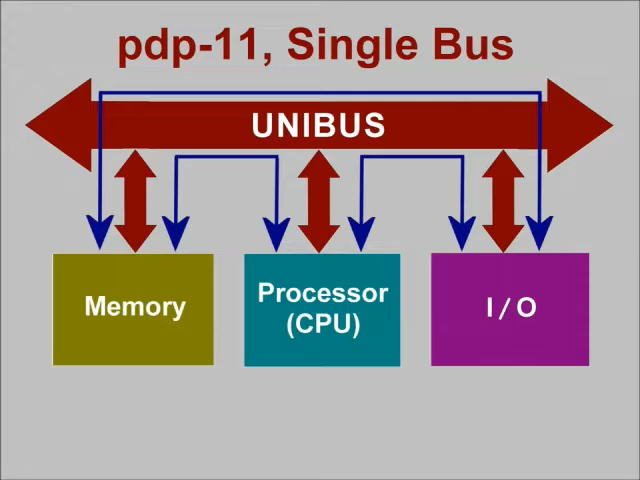 pdp-11, Single Bus
UNIBUS
Memory
Processor
(CPU)
I/O